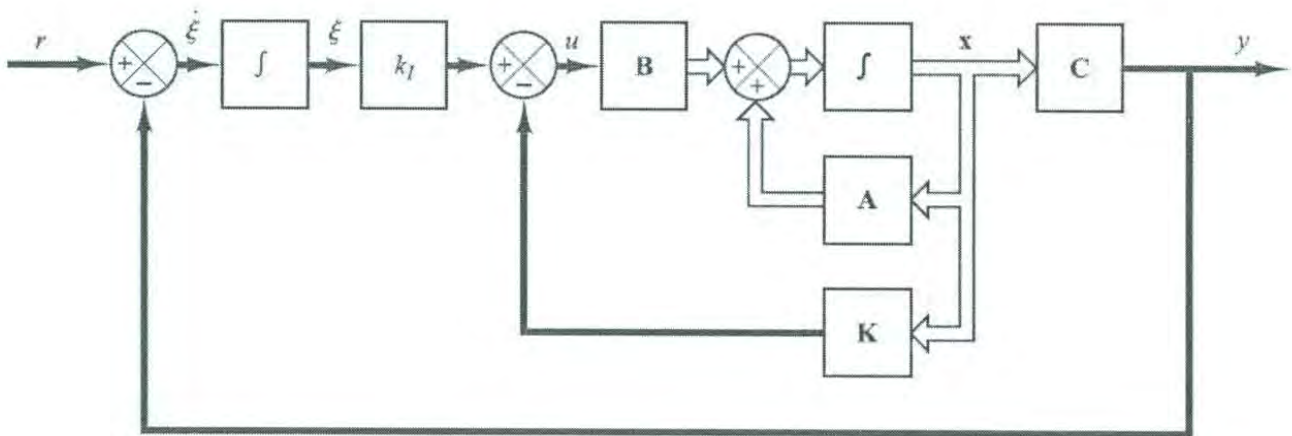 r + − ξ̇ ∫ ξ k_I + − u B + + ∫ x C y
A
K